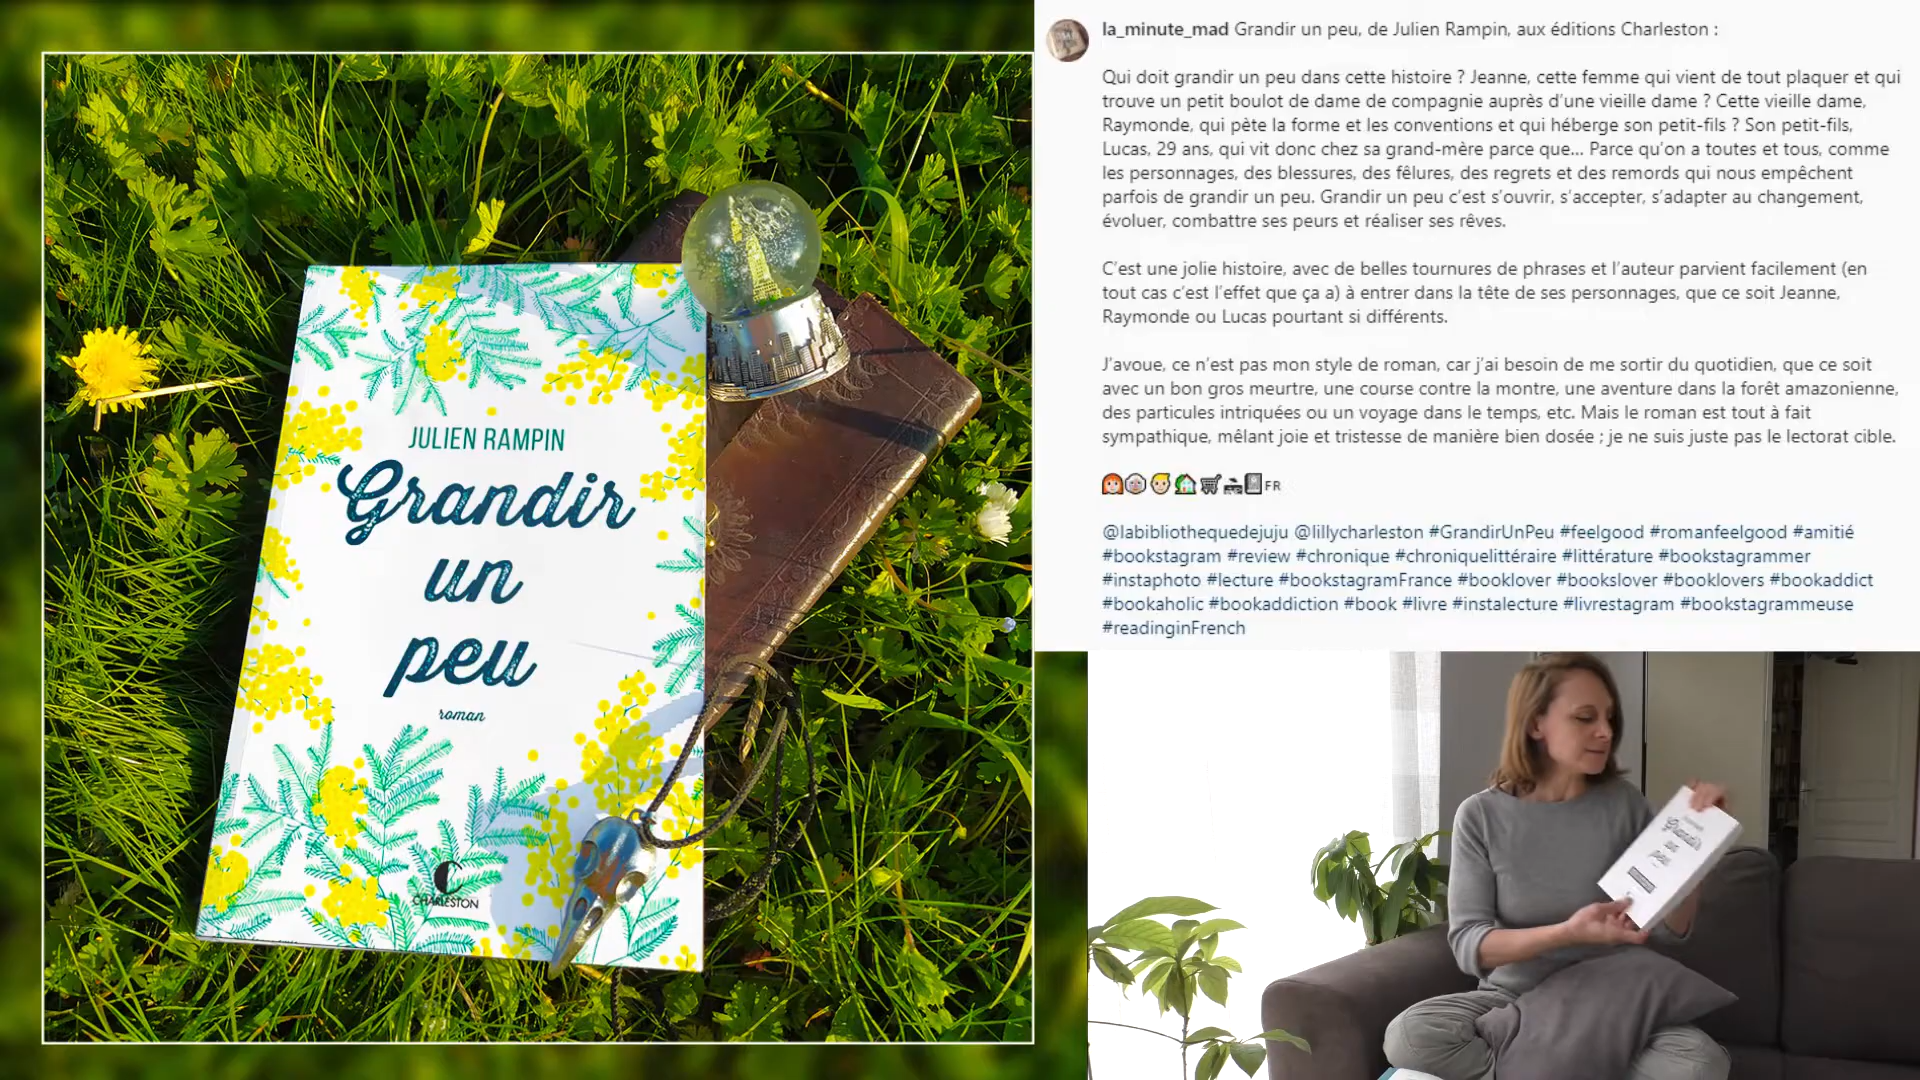 JULIEN RAMPIN
Grandir
un
peu
roman
CHARLESTON
la_minute_mad Grandir un peu, de Julien Rampin, aux éditions Charleston :
Qui doit grandir un peu dans cette histoire ? Jeanne, cette femme qui vient de tout plaquer et qui
trouve un petit boulot de dame de compagnie auprès d'une vieille dame ? Cette vieille dame,
Raymonde, qui pète la forme et les conventions et qui héberge son petit-fils ? Son petit-fils,
Lucas, 29 ans, qui vit donc chez sa grand-mère parce que... Parce qu'on a toutes et tous, comme
les personnages, des blessures, des fêlures, des regrets et des remords qui nous empêchent
parfois de grandir un peu. Grandir un peu c'est s'ouvrir, s'accepter, s'adapter au changement,
évoluer, combattre ses peurs et réaliser ses rêves.
C'est une jolie histoire, avec de belles tournures de phrases et l'auteur parvient facilement (en
tout cas c'est l'effet que ça a) à entrer dans la tête de ses personnages, que ce soit Jeanne,
Raymonde ou Lucas pourtant si différents.
J'avoue, ce n'est pas mon style de roman, car j'ai besoin de me sortir du quotidien, que ce soit
avec un bon gros meurtre, une course contre la montre, une aventure dans la forêt amazonienne,
des particules intriquées ou un voyage dans le temps, etc. Mais le roman est tout à fait
sympathique, mêlant joie et tristesse de manière bien dosée ; je ne suis juste pas le lectorat cible.
FR
@labibliothequedejuju @lillycharleston #GrandirUnPeu #feelgood #romanfeelgood #amitié
#bookstagram #review #chronique #chroniquelittéraire #littérature #bookstagrammer
#instaphoto #lecture #bookstagramFrance #booklover #bookslover #booklovers #bookaddict
#bookaholic #bookaddiction #book #livre #instalecture #livrestagram #bookstagrammeuse
#readinginFrench
Grandir
un
peu